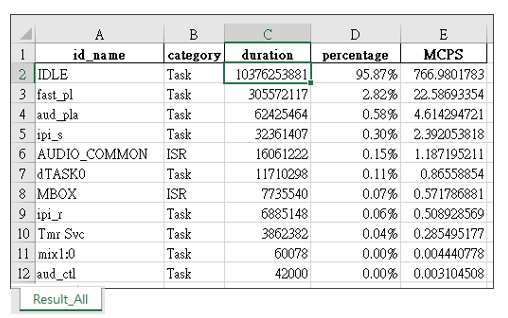 A B C D E
1 id_name category duration percentage MCPS
2 IDLE Task 10376253881 95.87% 766.9801783
3 fast_pl Task 305572117 2.82% 22.58693354
4 aud_pla Task 62425464 0.58% 4.614294721
5 ipi_s Task 32361407 0.30% 2.392053818
6 AUDIO_COMMON ISR 16061222 0.15% 1.187195211
7 dTASK0 Task 11710298 0.11% 0.86558554
8 MBOX ISR 7735540 0.07% 0.571786881
9 ipi_r Task 6885148 0.06% 0.508928569
10 Tmr Svc Task 3862382 0.04% 0.285495177
11 mix1:0 Task 60078 0.00% 0.004440778
12 aud_ctl Task 42000 0.00% 0.003104508
Result_All